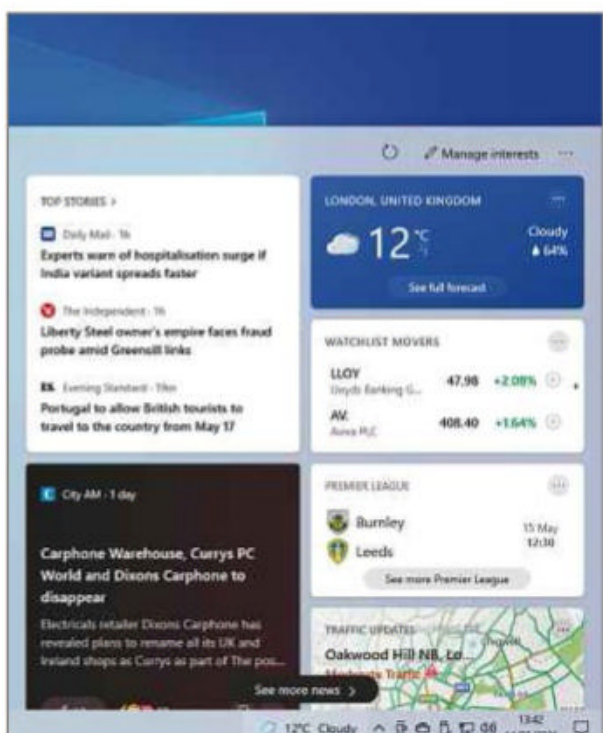 Manage interests
TOP STORIES >
Daily Mail · 1h
Experts warn of hospitalisation surge if
India variant spreads faster
The Independent · 1h
Liberty Steel owner's empire faces fraud
probe amid Greensill links
ES. Evening Standard · 19m
Portugal to allow British tourists to
travel to the country from May 17
City AM · 1 day
Carphone Warehouse, Currys PC
World and Dixons Carphone to
disappear
Electricals retailer Dixons Carphone has
revealed plans to rename all its UK and
Ireland shops as Currys as part of The pos...
LONDON, UNITED KINGDOM
12 °C
°F
Cloudy
64%
See full forecast
WATCHLIST MOVERS
LLOY
47.98 +2.08%
Lloyds Banking G...
AV.
408.40 +1.64%
Aviva PLC
PREMIER LEAGUE
Burnley
Leeds
15 May
12:30
See more Premier League
TRAFFIC UPDATES
Oakwood Hill NB, Lo...
Moderate Traffic
See more news >
12°C Cloudy
13:42